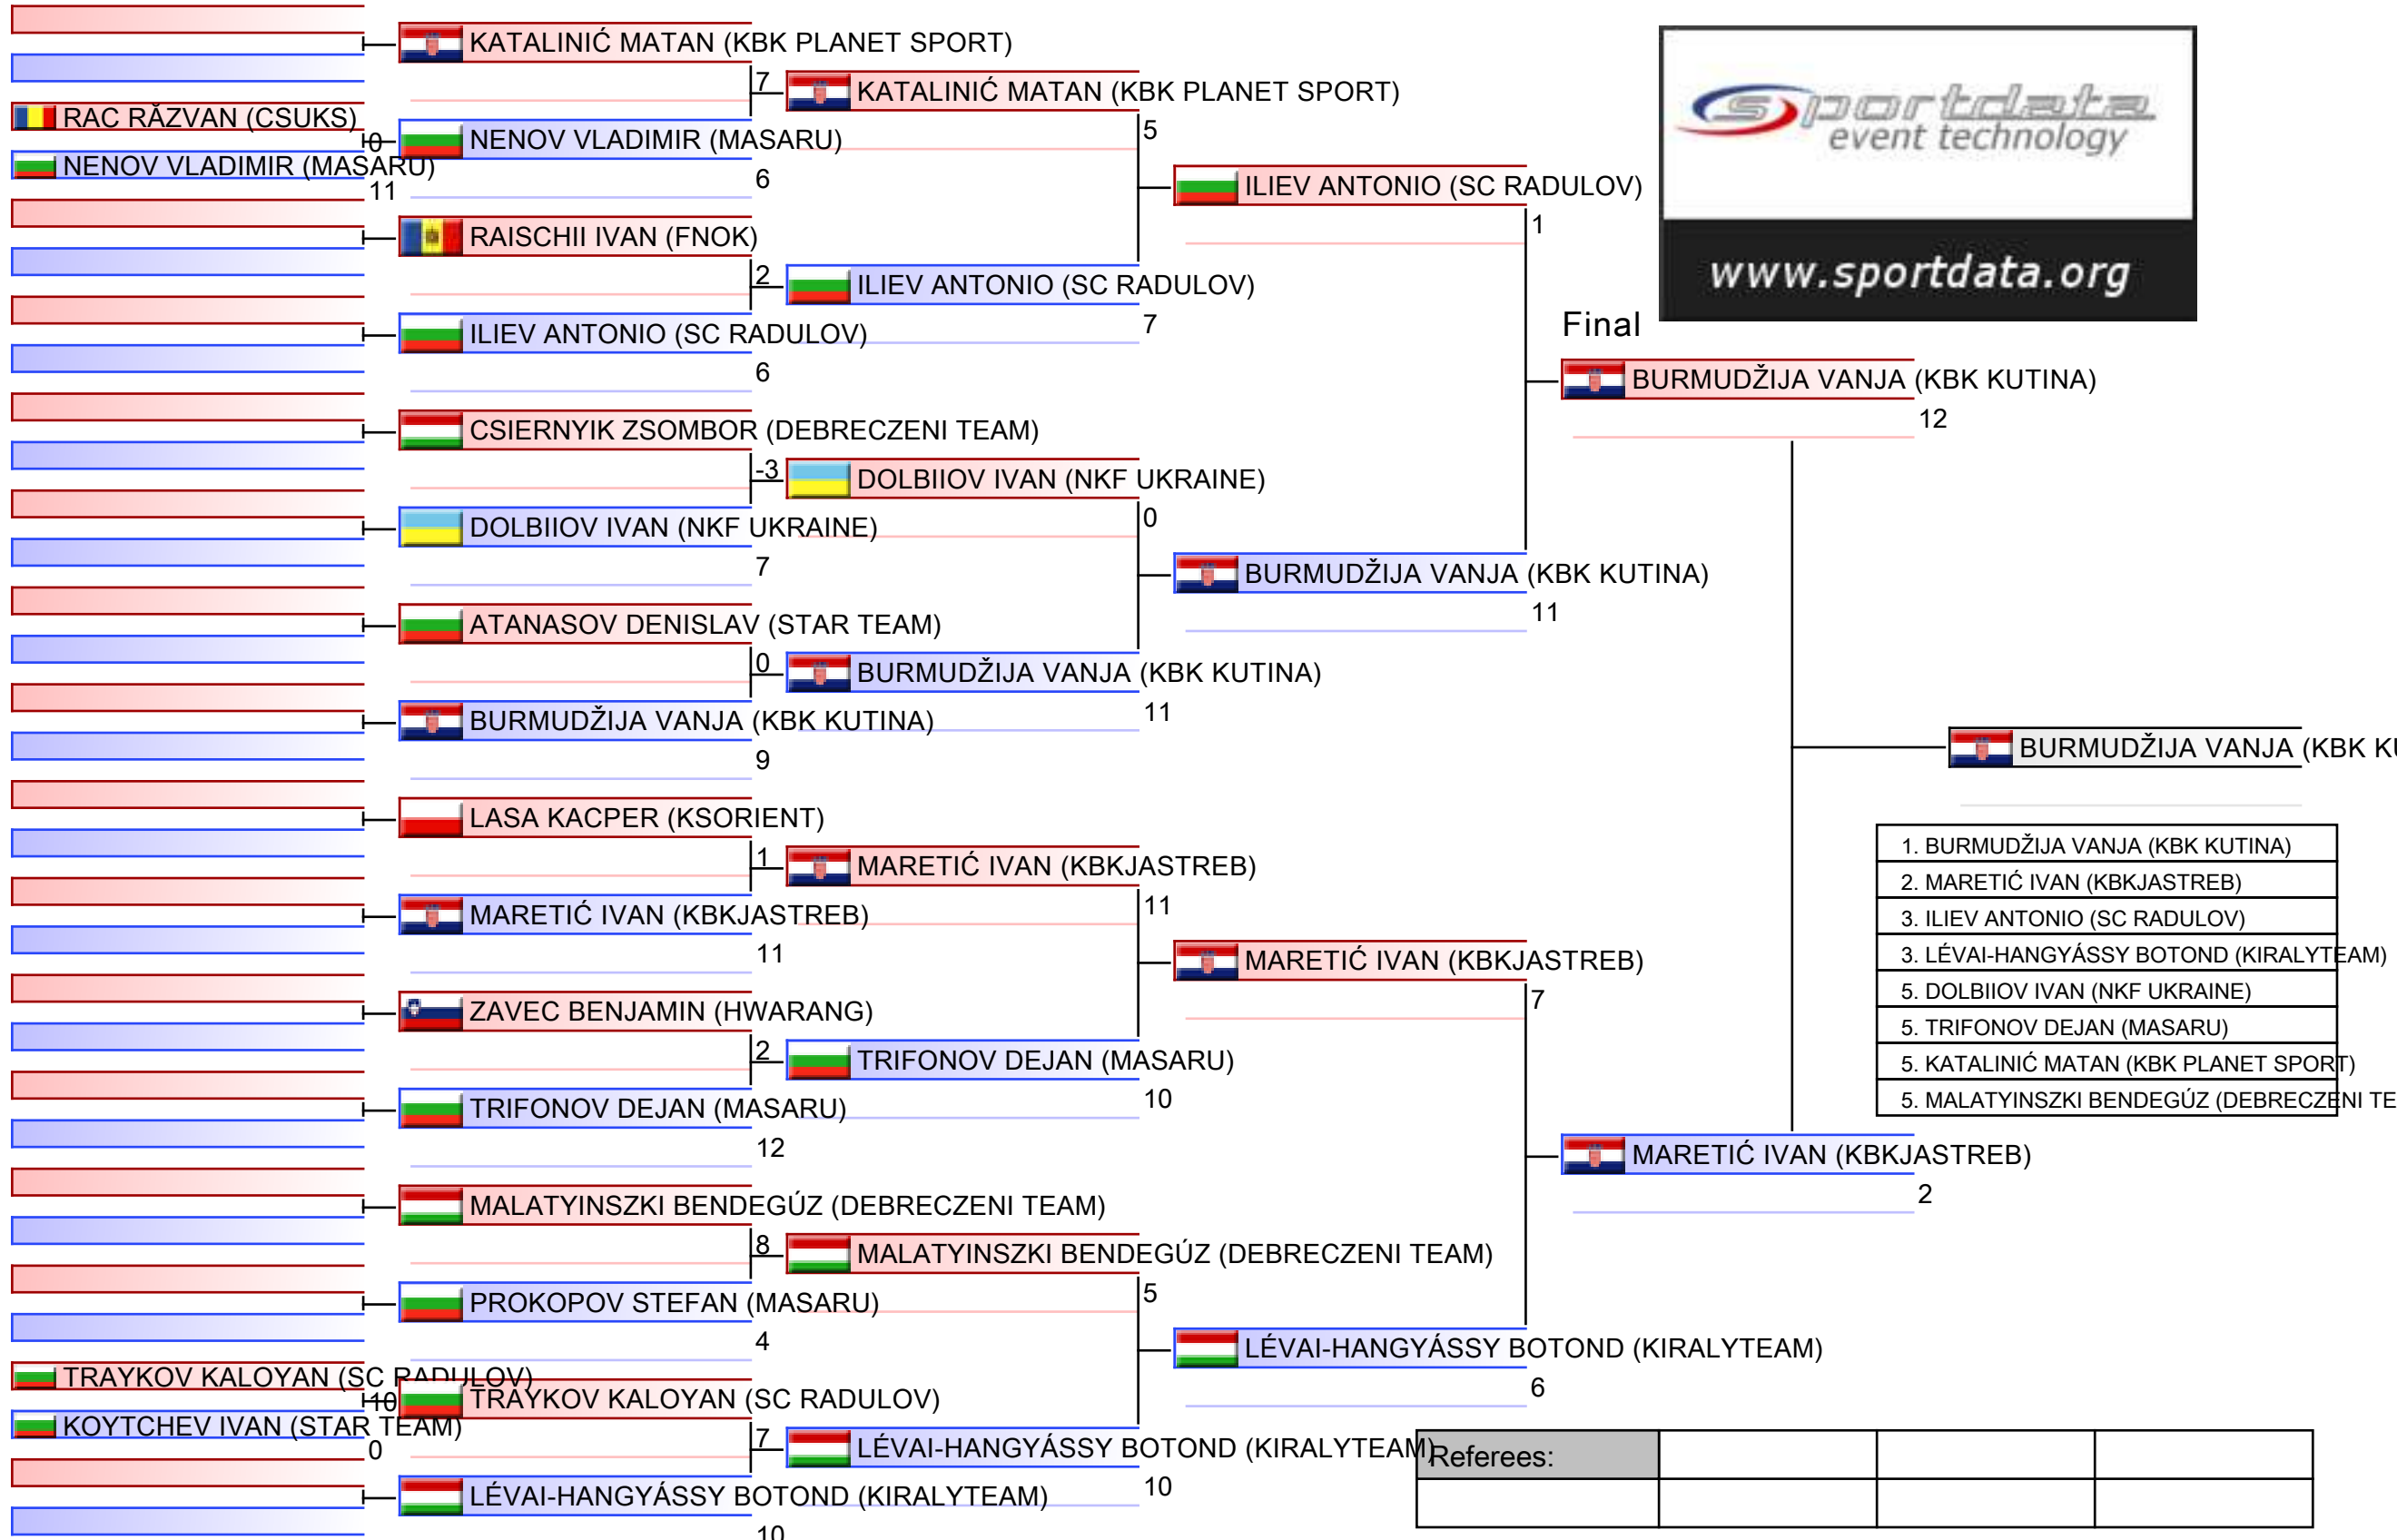 KATALINIĆ MATAN (KBK PLANET SPORT)
7
KATALINIĆ MATAN (KBK PLANET SPORT)
RAC RĂZVAN (CSUKS)
0
NENOV VLADIMIR (MASARU)
5
NENOV VLADIMIR (MASARU)
11
6
ILIEV ANTONIO (SC RADULOV)
1
RAISCHII IVAN (FNOK)
2
ILIEV ANTONIO (SC RADULOV)
7
ILIEV ANTONIO (SC RADULOV)
6
sportdata
event technology
www.sportdata.org
Final
BURMUDŽIJA VANJA (KBK KUTINA)
12
CSIERNYIK ZSOMBOR (DEBRECZENI TEAM)
-3
DOLBIIOV IVAN (NKF UKRAINE)
0
DOLBIIOV IVAN (NKF UKRAINE)
7
BURMUDŽIJA VANJA (KBK KUTINA)
11
ATANASOV DENISLAV (STAR TEAM)
0
BURMUDŽIJA VANJA (KBK KUTINA)
11
BURMUDŽIJA VANJA (KBK KUTINA)
9
BURMUDŽIJA VANJA (KBK KU
LASA KACPER (KSORIENT)
1
MARETIĆ IVAN (KBKJASTREB)
11
MARETIĆ IVAN (KBKJASTREB)
11
MARETIĆ IVAN (KBKJASTREB)
7
ZAVEC BENJAMIN (HWARANG)
2
TRIFONOV DEJAN (MASARU)
10
TRIFONOV DEJAN (MASARU)
12
1. BURMUDŽIJA VANJA (KBK KUTINA)
2. MARETIĆ IVAN (KBKJASTREB)
3. ILIEV ANTONIO (SC RADULOV)
3. LÉVAI-HANGYÁSSY BOTOND (KIRALYTEAM)
5. DOLBIIOV IVAN (NKF UKRAINE)
5. TRIFONOV DEJAN (MASARU)
5. KATALINIĆ MATAN (KBK PLANET SPORT)
5. MALATYINSZKI BENDEGÚZ (DEBRECZENI TE
MARETIĆ IVAN (KBKJASTREB)
2
MALATYINSZKI BENDEGÚZ (DEBRECZENI TEAM)
8
MALATYINSZKI BENDEGÚZ (DEBRECZENI TEAM)
5
PROKOPOV STEFAN (MASARU)
4
LÉVAI-HANGYÁSSY BOTOND (KIRALYTEAM)
6
TRAYKOV KALOYAN (SC RADULOV)
10
TRAYKOV KALOYAN (SC RADULOV)
KOYTCHEV IVAN (STAR TEAM)
0
7
LÉVAI-HANGYÁSSY BOTOND (KIRALYTEAM)
10
LÉVAI-HANGYÁSSY BOTOND (KIRALYTEAM)
10
Referees: